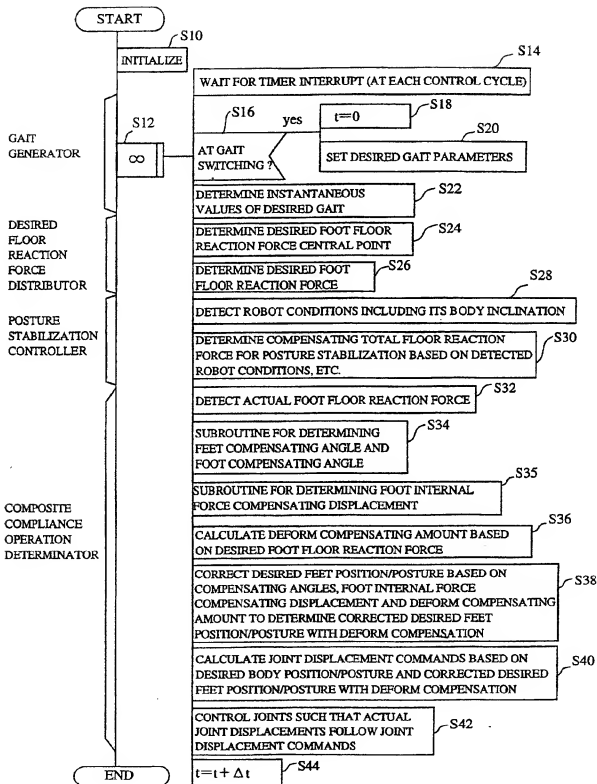 START
S10
INITIALIZE
S14
WAIT FOR TIMER INTERRUPT (AT EACH CONTROL CYCLE)
GAIT
GENERATOR
S12
∞
S16
AT GAIT
SWITCHING ?
yes
S18
t=0
S20
SET DESIRED GAIT PARAMETERS
S22
DETERMINE INSTANTANEOUS
VALUES OF DESIRED GAIT
DESIRED
FLOOR
REACTION
FORCE
DISTRIBUTOR
S24
DETERMINE DESIRED FOOT FLOOR
REACTION FORCE CENTRAL POINT
S26
DETERMINE DESIRED FOOT
FLOOR REACTION FORCE
POSTURE
STABILIZATION
CONTROLLER
S28
DETECT ROBOT CONDITIONS INCLUDING ITS BODY INCLINATION
S30
DETERMINE COMPENSATING TOTAL FLOOR REACTION
FORCE FOR POSTURE STABILIZATION BASED ON DETECTED
ROBOT CONDITIONS, ETC.
COMPOSITE
COMPLIANCE
OPERATION
DETERMINATOR
S32
DETECT ACTUAL FOOT FLOOR REACTION FORCE
S34
SUBROUTINE FOR DETERMINING
FEET COMPENSATING ANGLE AND
FOOT COMPENSATING ANGLE
S35
SUBROUTINE FOR DETERMINING FOOT INTERNAL
FORCE COMPENSATING DISPLACEMENT
S36
CALCULATE DEFORM COMPENSATING AMOUNT BASED
ON DESIRED FOOT FLOOR REACTION FORCE
S38
CORRECT DESIRED FEET POSITION/POSTURE BASED ON
COMPENSATING ANGLES, FOOT INTERNAL FORCE
COMPENSATING DISPLACEMENT AND DEFORM COMPENSATING
AMOUNT TO DETERMINE CORRECTED DESIRED FEET
POSITION/POSTURE WITH DEFORM COMPENSATION
S40
CALCULATE JOINT DISPLACEMENT COMMANDS BASED ON
DESIRED BODY POSITION/POSTURE AND CORRECTED DESIRED
FEET POSITION/POSTURE WITH DEFORM COMPENSATION
S42
CONTROL JOINTS SUCH THAT ACTUAL
JOINT DISPLACEMENTS FOLLOW JOINT
DISPLACEMENT COMMANDS
S44
t=t+ Δt
END